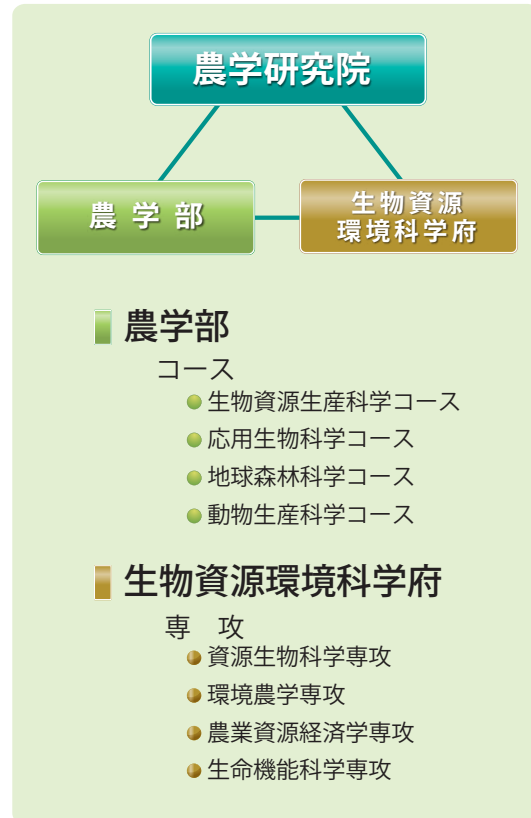 農学研究院
農学部
生物資源
環境科学府
農学部
コース
生物資源生産科学コース
応用生物科学コース
地球森林科学コース
動物生産科学コース
生物資源環境科学府
専　攻
資源生物科学専攻
環境農学専攻
農業資源経済学専攻
生命機能科学専攻